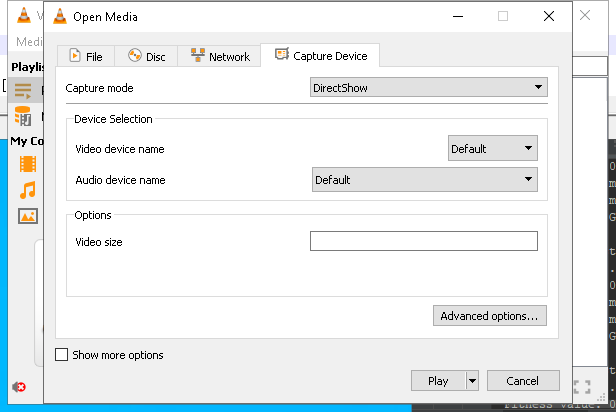 Open Media
Medi
File
Disc
Network
Capture Device
Playlis
Capture mode
DirectShow
Device Selection
Video device name
Default
My Co
Audio device name
Default
Options
Video size
Advanced options...
Show more options
Play
Cancel
Fitness value: 0